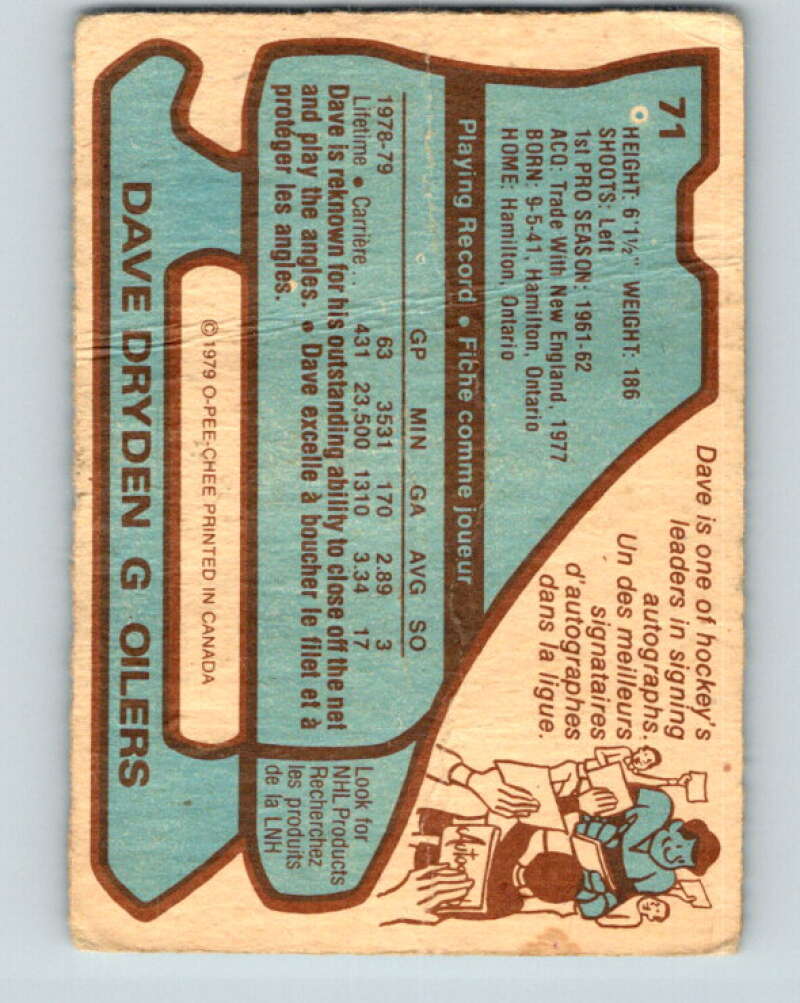 71
HEIGHT: 6'1½" WEIGHT: 186
SHOOTS: Left
1st PRO SEASON: 1961-62
ACQ: Trade With New England, 1977
BORN: 9-5-41, Hamilton, Ontario
HOME: Hamilton, Ontario
Dave is one of hockey's
leaders in signing
autographs.
Un des meilleurs
signataires
d'autographes
dans la ligue.
Playing Record • Fiche comme joueur
GP MIN GA AVG SO
1978-79 63 3531 170 2.89 3
Lifetime • Carrière... 431 23,500 1310 3.34 17
Dave is reknown for his outstanding ability to close off the net
and play the angles. • Dave excelle à boucher le filet et à
protéger les angles.
Autog
Look for
NHL Products
Recherchez
les produits
de la LNH
© 1979 O-PEE-CHEE PRINTED IN CANADA
DAVE DRYDEN G OILERS